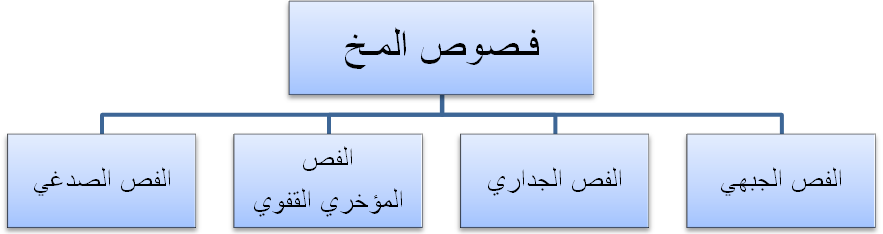 فصوص المخ
الفص الجبهي
الفص الجداري
الفص
المؤخري القفوي
الفص الصدغي